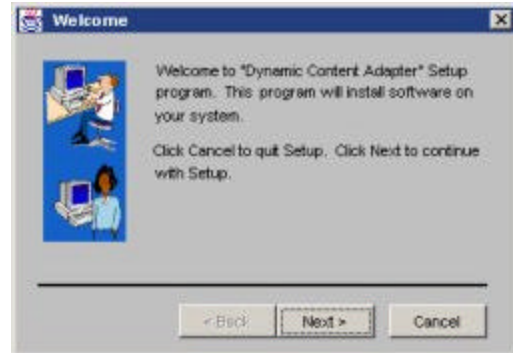 Welcome
Welcome to "Dynamic Content Adapter" Setup
program. This program will install software on
your system.
Click Cancel to quit Setup. Click Next to continue
with Setup.
< Back
Next >
Cancel